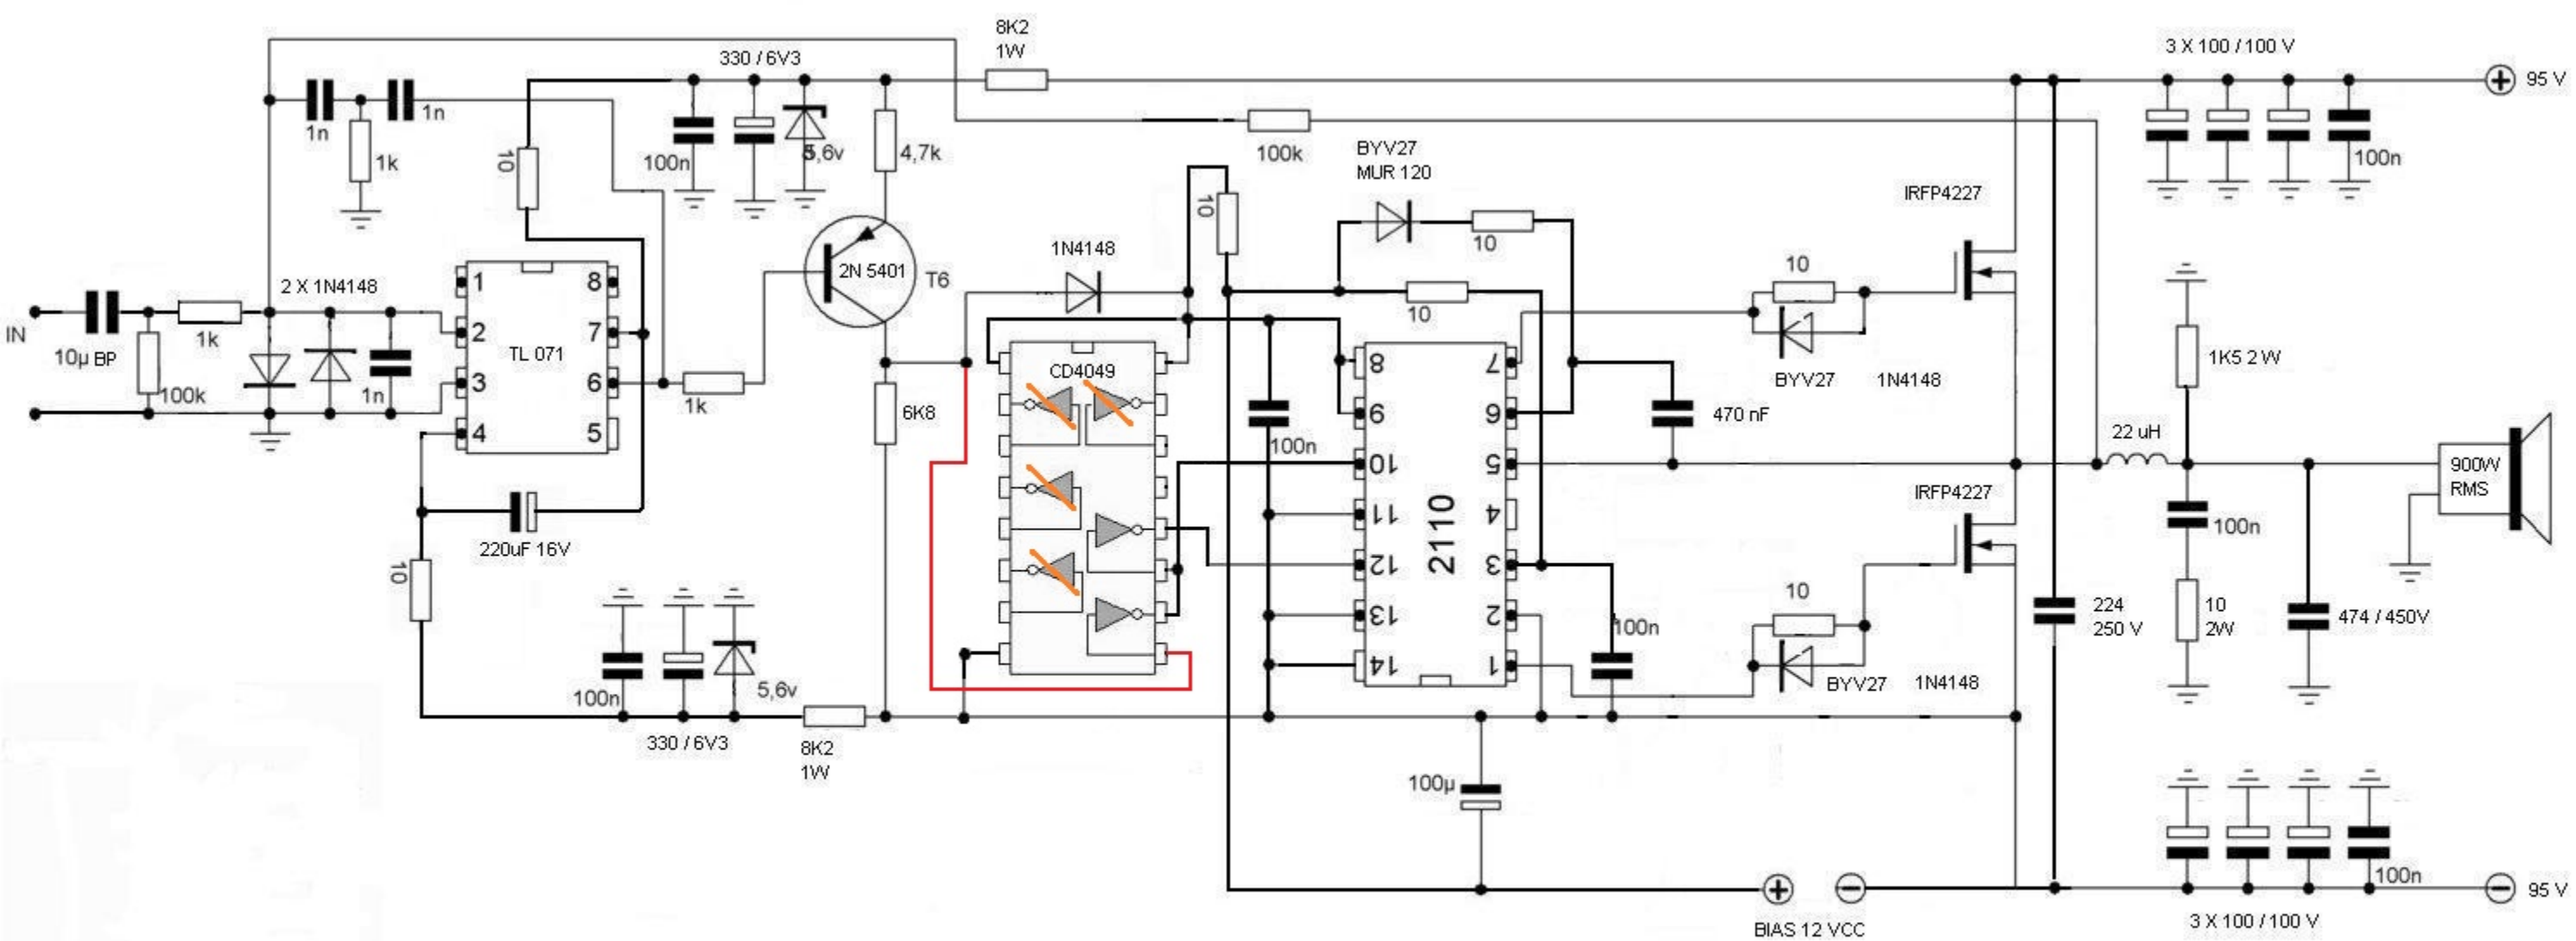 8K2
1W
3 X 100 / 100 V
95 V
330 / 6V3
1n
1n
1k
10
100n
5,6v
4,7k
100k
BYV27
MUR 120
100n
IRFP4227
10
10
10
2N 5401
T6
1N4148
10
2 X 1N4148
1
8
2
7
3
6
4
5
TL 071
IN
10µ BP
1k
100k
1n
1k
6K8
CD4049
100n
8
7
9
6
10
5
11
4
12
3
13
2
14
1
2110
BYV27
1N4148
470 nF
1K5 2 W
22 uH
900W
RMS
IRFP4227
100n
220uF 16V
10
10
100n
224
250 V
10
2W
474 / 450V
100n
5,6v
BYV27
1N4148
330 / 6V3
8K2
1W
100µ
100n
95 V
BIAS 12 VCC
3 X 100 / 100 V